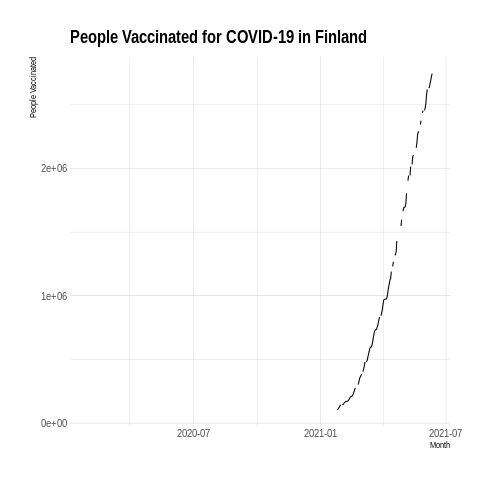 People Vaccinated for COVID-19 in Finland
People Vaccinated
2e+06
1e+06
0e+00
2020-07 2021-01 2021-07
Month